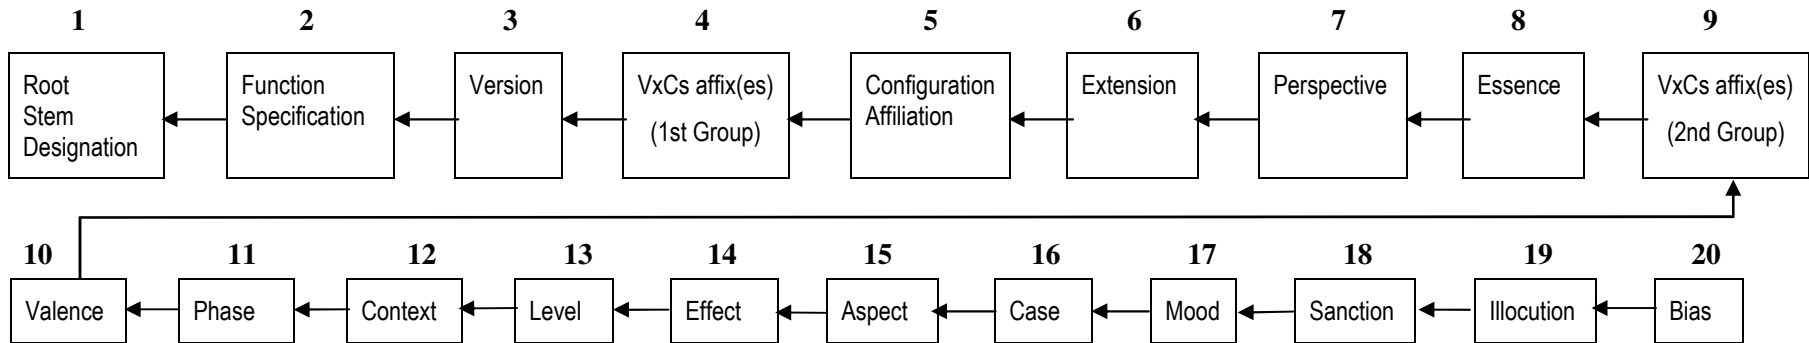 1 2 3 4 5 6 7 8 9
Root
Stem
Designation
Function
Specification
Version
VxCs affix(es)
(1st Group)
Configuration
Affiliation
Extension
Perspective
Essence
VxCs affix(es)
(2nd Group)
10 11 12 13 14 15 16 17 18 19 20
Valence
Phase
Context
Level
Effect
Aspect
Case
Mood
Sanction
Illocution
Bias